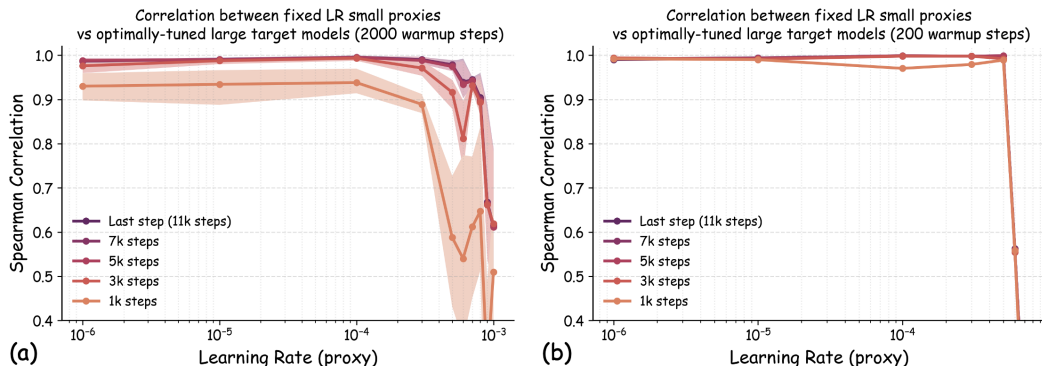 Correlation between fixed LR small proxies
vs optimally-tuned large target models (2000 warmup steps)
Spearman Correlation
1.0
0.9
0.8
0.7
0.6
0.5
0.4
Last step (11k steps)
7k steps
5k steps
3k steps
1k steps
10⁻⁶
10⁻⁵
10⁻⁴
10⁻³
Learning Rate (proxy)
(a)
Correlation between fixed LR small proxies
vs optimally-tuned large target models (200 warmup steps)
Spearman Correlation
1.0
0.9
0.8
0.7
0.6
0.5
0.4
Last step (11k steps)
7k steps
5k steps
3k steps
1k steps
10⁻⁶
10⁻⁵
10⁻⁴
Learning Rate (proxy)
(b)